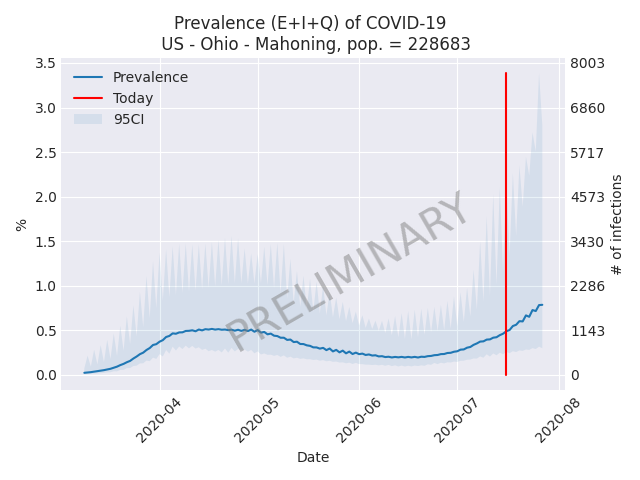 Prevalence (E+I+Q) of COVID-19
US - Ohio - Mahoning, pop. = 228683
Prevalence
Today
95CI
3.5
3.0
2.5
2.0
1.5
1.0
0.5
0.0
%
8003
6860
5717
4573
3430
2286
1143
0
# of infections
PRELIMINARY
2020-04
2020-05
2020-06
2020-07
2020-08
Date